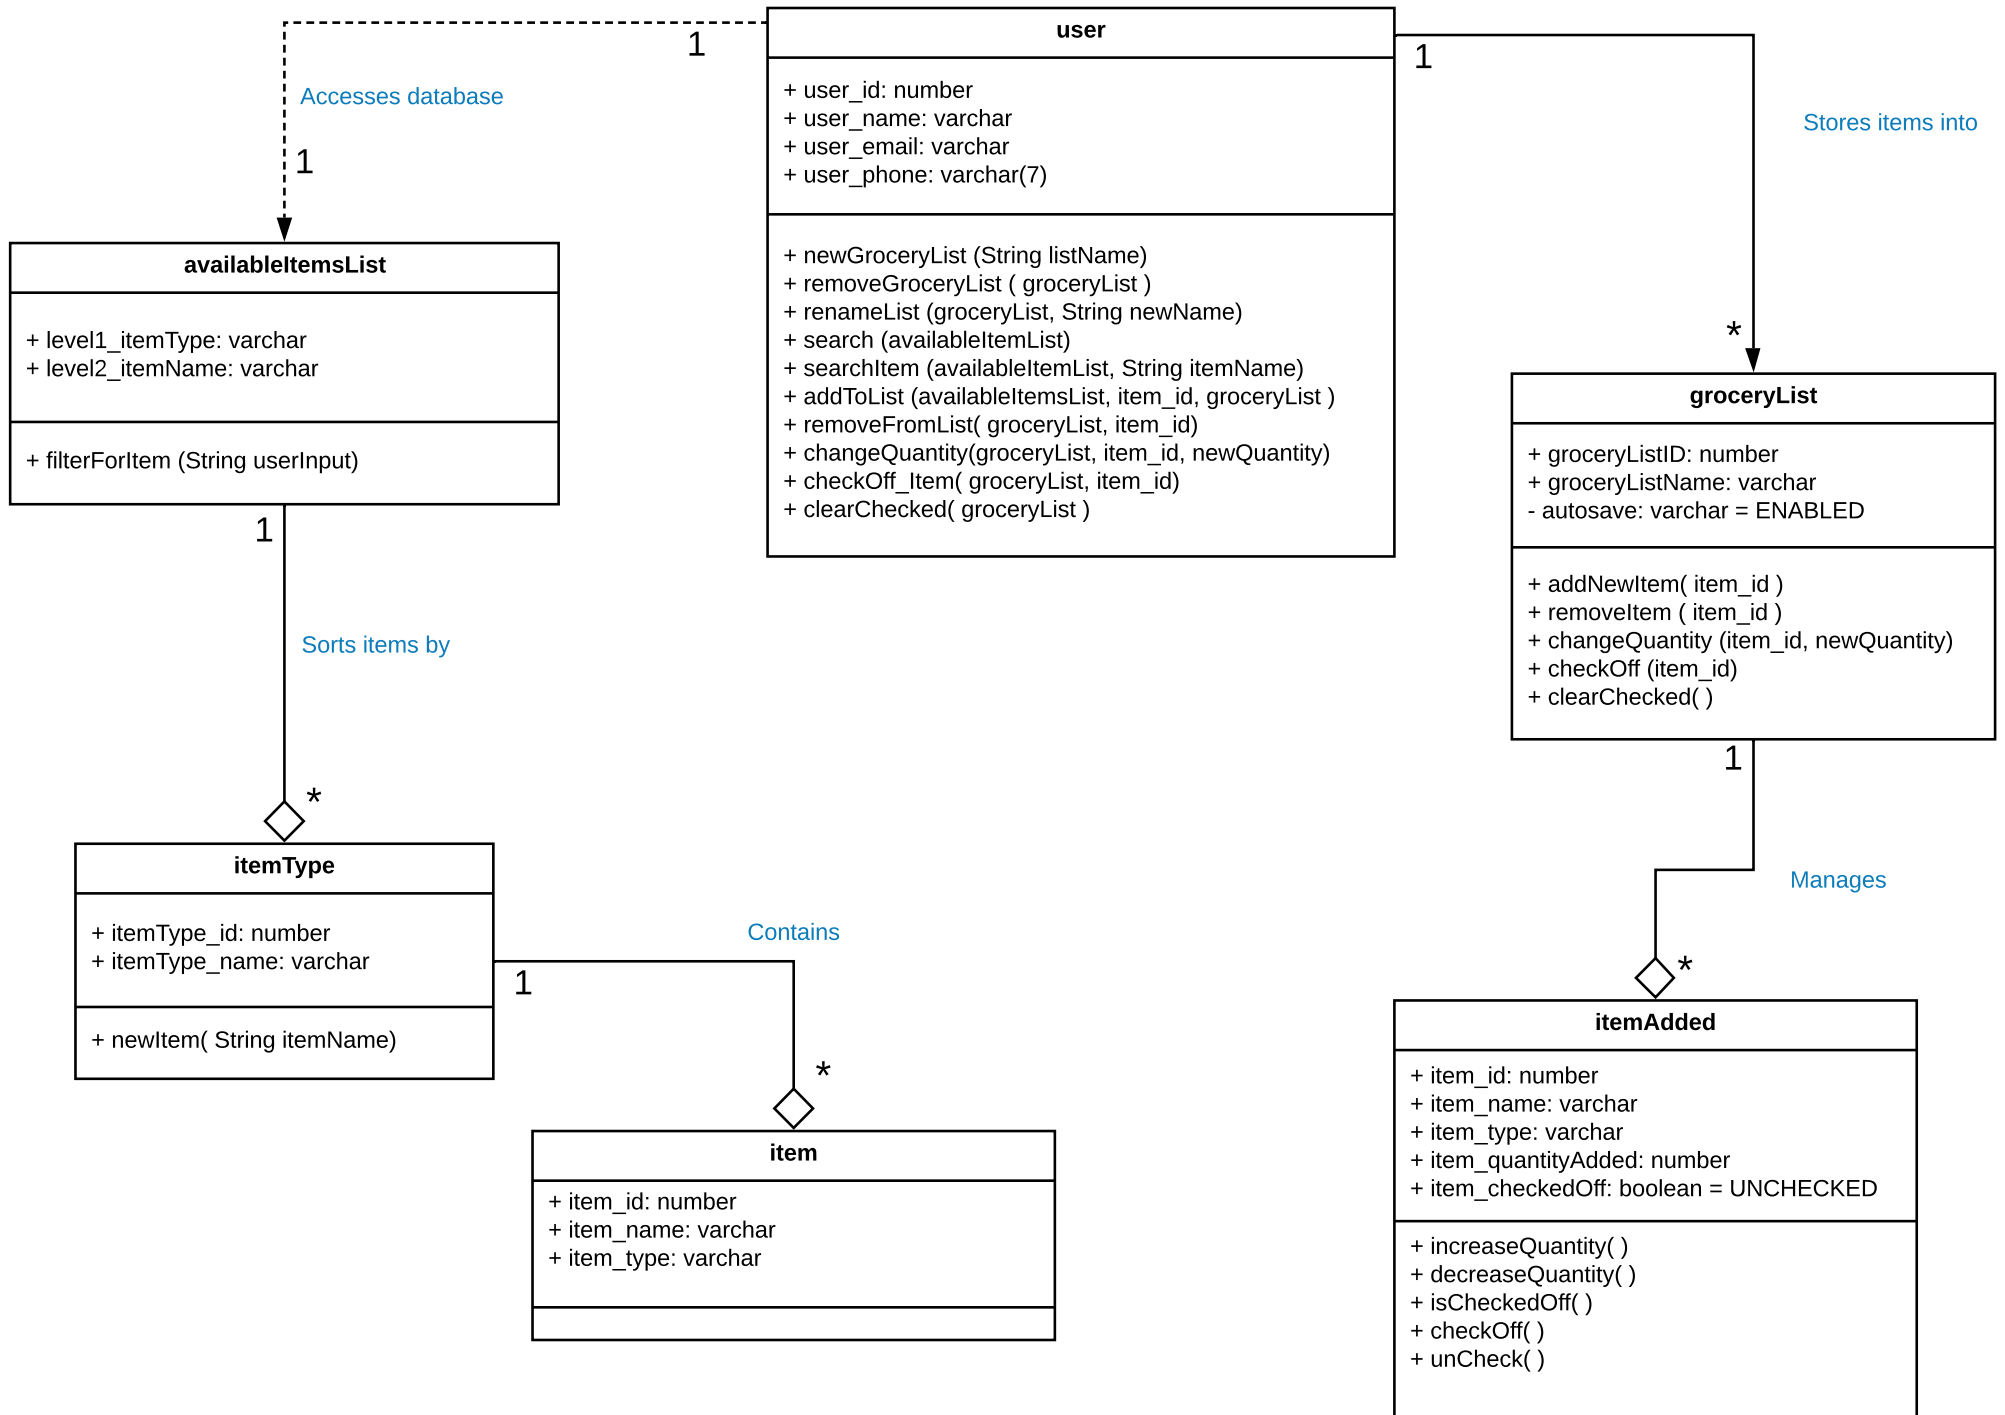 user
+ user_id: number
+ user_name: varchar
+ user_email: varchar
+ user_phone: varchar(7)
+ newGroceryList (String listName)
+ removeGroceryList ( groceryList )
+ renameList (groceryList, String newName)
+ search (availableItemList)
+ searchItem (availableItemList, String itemName)
+ addToList (availableItemsList, item_id, groceryList )
+ removeFromList( groceryList, item_id)
+ changeQuantity(groceryList, item_id, newQuantity)
+ checkOff_Item( groceryList, item_id)
+ clearChecked( groceryList )
1
Accesses database
1
availableItemsList
+ level1_itemType: varchar
+ level2_itemName: varchar
+ filterForItem (String userInput)
1
Sorts items by
*
itemType
+ itemType_id: number
+ itemType_name: varchar
+ newItem( String itemName)
1
Contains
*
item
+ item_id: number
+ item_name: varchar
+ item_type: varchar
1
Stores items into
*
groceryList
+ groceryListID: number
+ groceryListName: varchar
- autosave: varchar = ENABLED
+ addNewItem( item_id )
+ removeItem ( item_id )
+ changeQuantity (item_id, newQuantity)
+ checkOff (item_id)
+ clearChecked( )
1
Manages
*
itemAdded
+ item_id: number
+ item_name: varchar
+ item_type: varchar
+ item_quantityAdded: number
+ item_checkedOff: boolean = UNCHECKED
+ increaseQuantity( )
+ decreaseQuantity( )
+ isCheckedOff( )
+ checkOff( )
+ unCheck( )